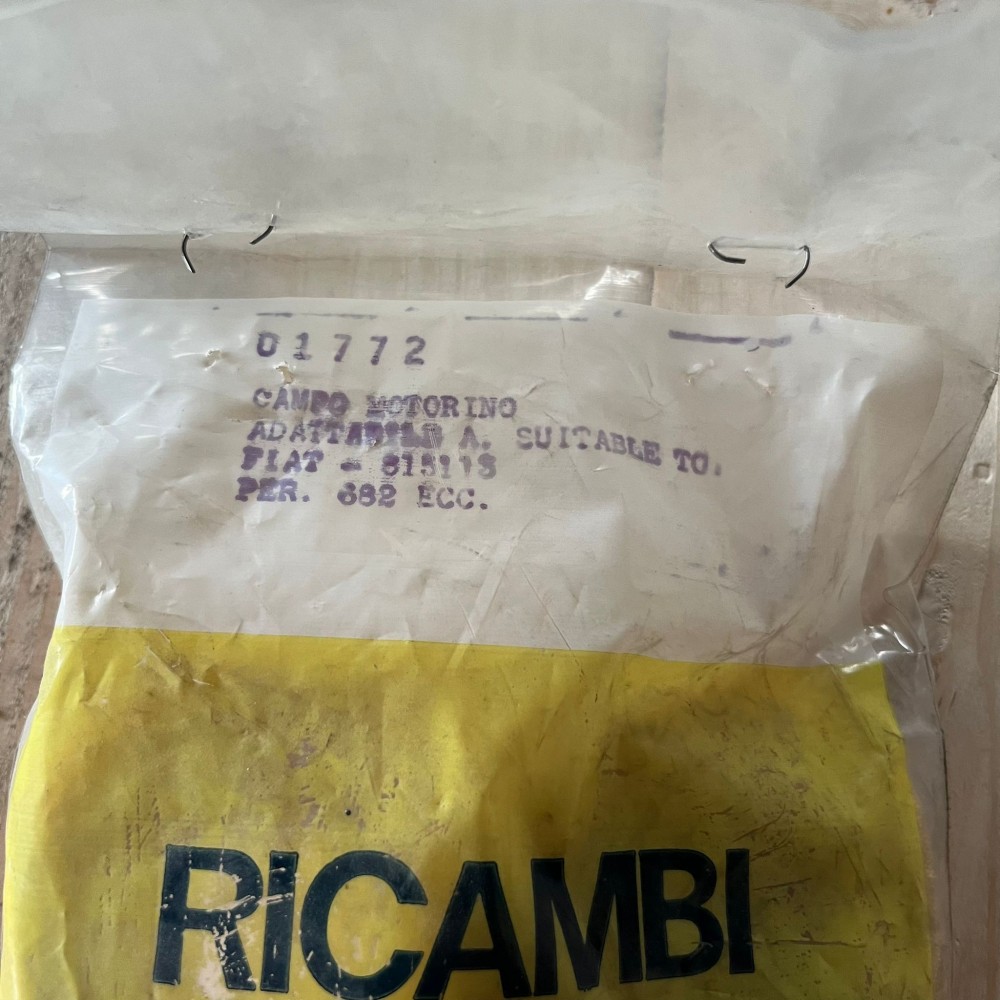 01772
CAMPO MOTORINO
ADATTABILE A. SUITABLE TO.
FIAT - 815118
PER. 682 ECC.
RICAMBI